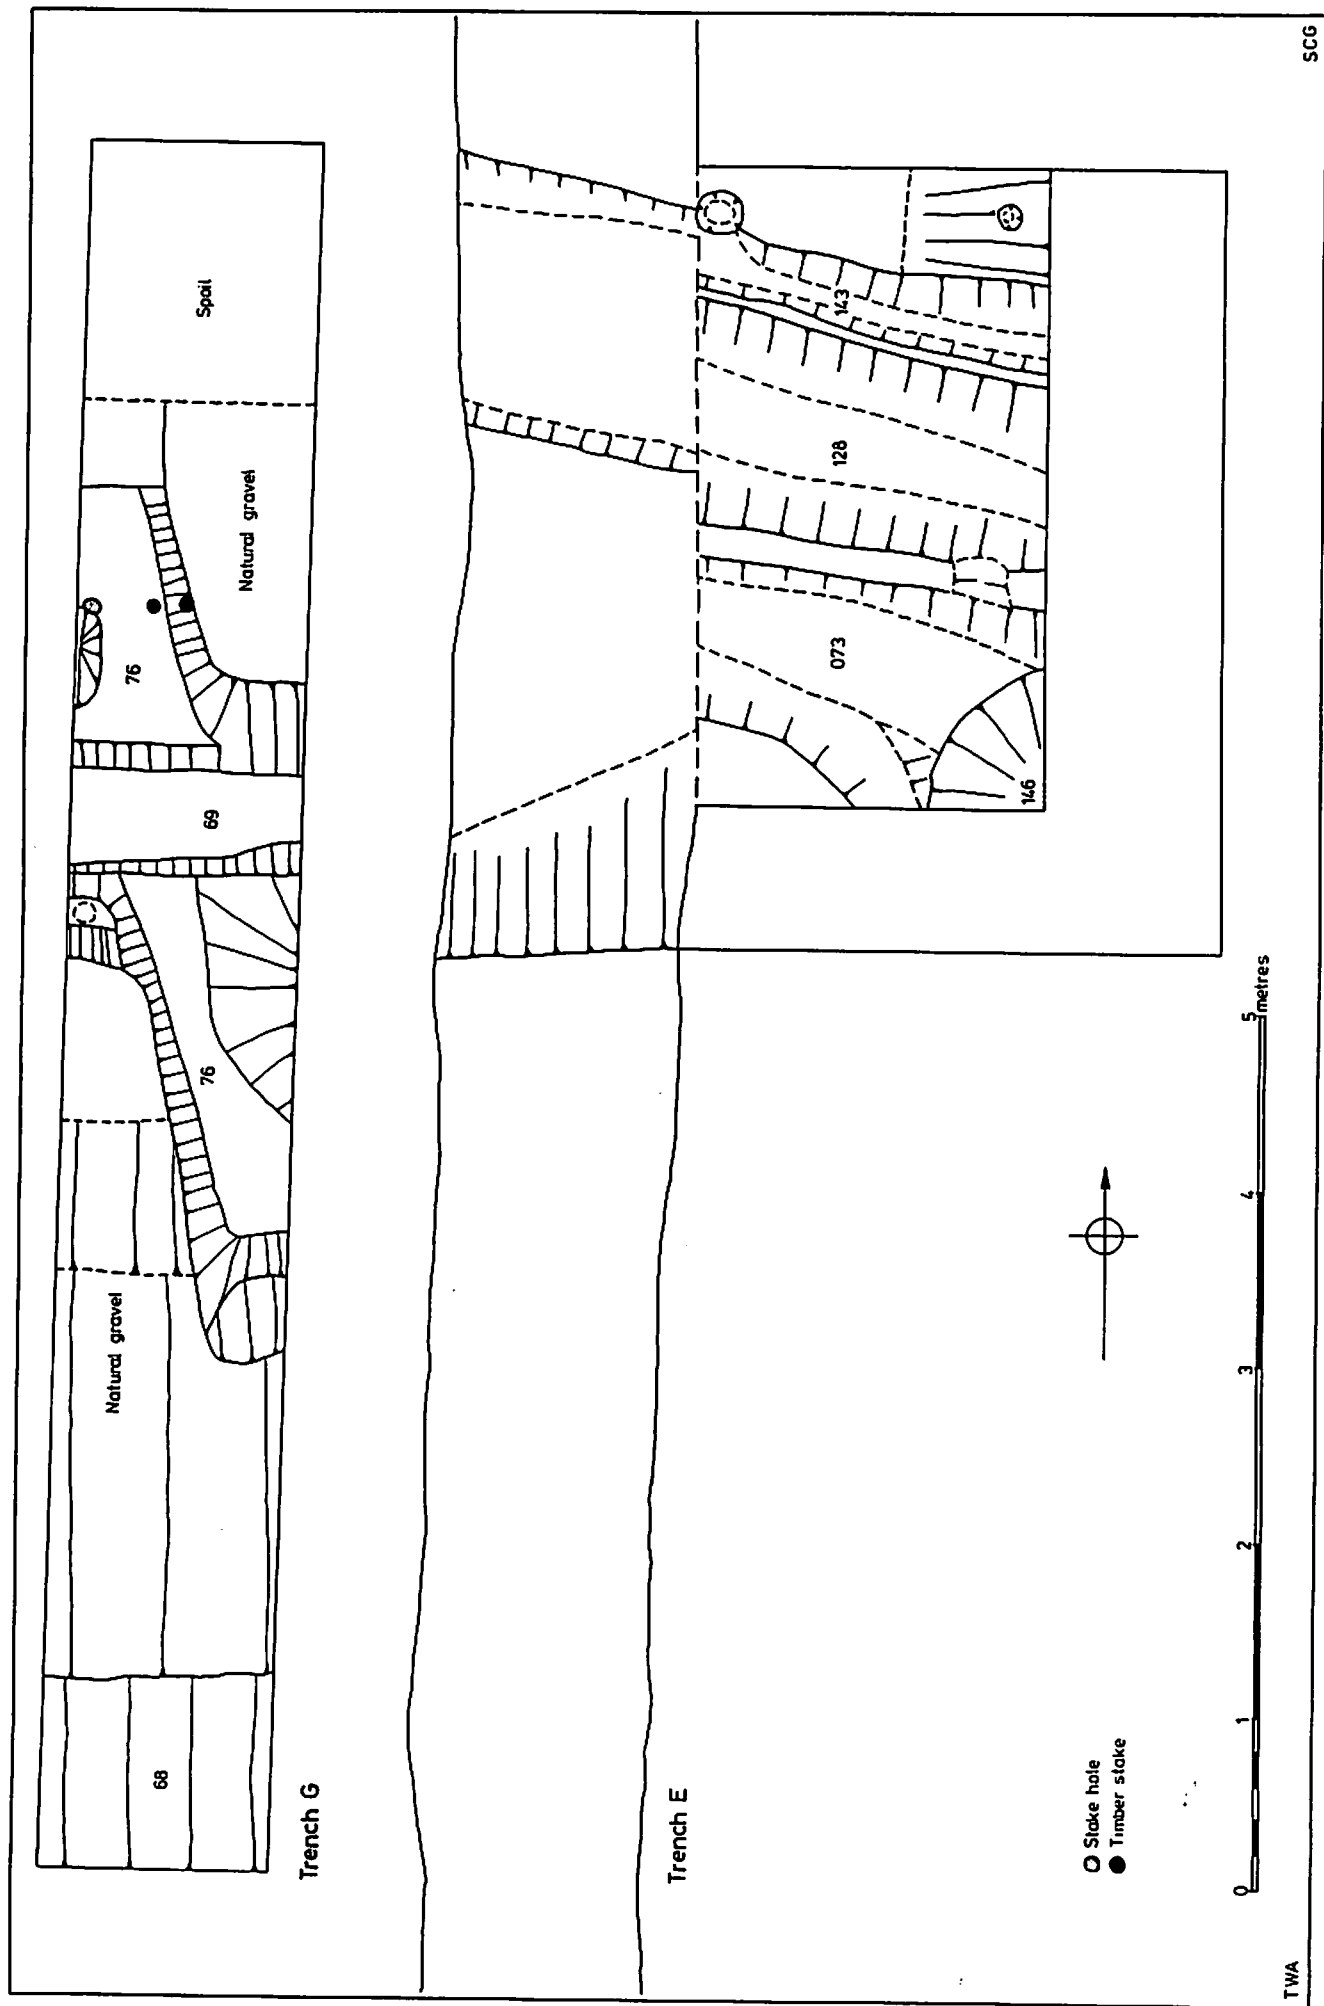 Spoil
Natural gravel
76
69
76
Natural gravel
68
Trench G
143
128
073
146
Trench E
Stake hole
Timber stake
0 1 2 3 4 5 metres
TWA
SCG